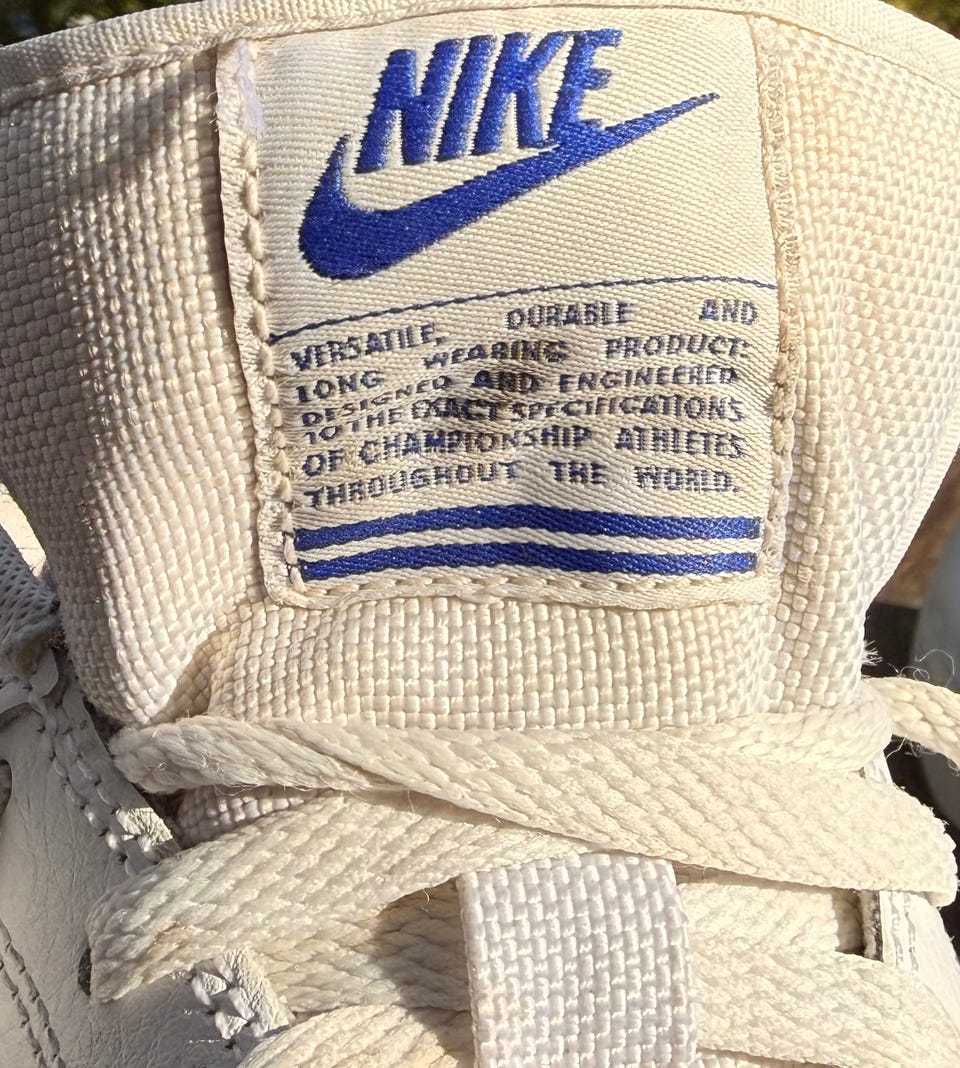 NIKE
VERSATILE, DURABLE AND
LONG WEARING PRODUCT:
DESIGNED AND ENGINEERED
TO THE EXACT SPECIFICATIONS
OF CHAMPIONSHIP ATHLETES
THROUGHOUT THE WORLD.